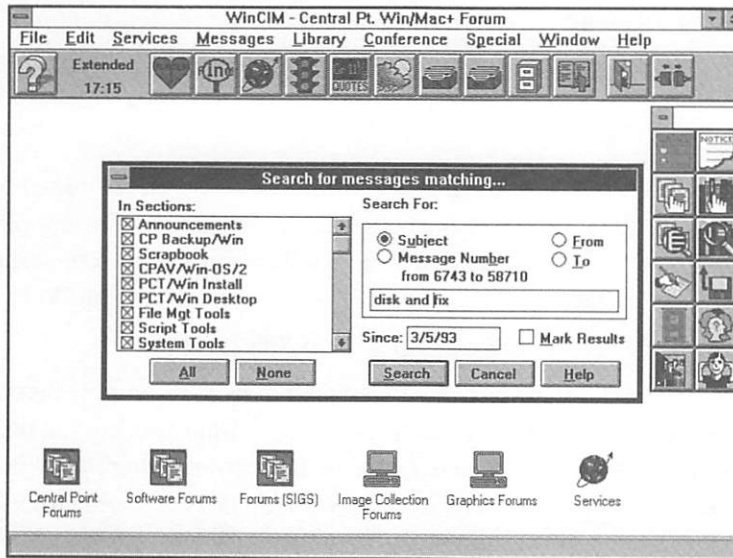 WinCIM - Central Pt. Win/Mac+ Forum
File Edit Services Messages Library Conference Special Window Help
Extended
17:15
QUOTES
NOTICE
Search for messages matching...
In Sections:
Announcements
CP Backup/Win
Scrapbook
CPAV/Win-OS/2
PCT/Win Install
PCT/Win Desktop
File Mgt Tools
Script Tools
System Tools
All None
Search For:
Subject From
Message Number To
from 6743 to 58710
disk and fix
Since: 3/5/93 Mark Results
Search Cancel Help
Central Point
Forums
Software Forums
Forums (SIGS)
Image Collection
Forums
Graphics Forums
Services